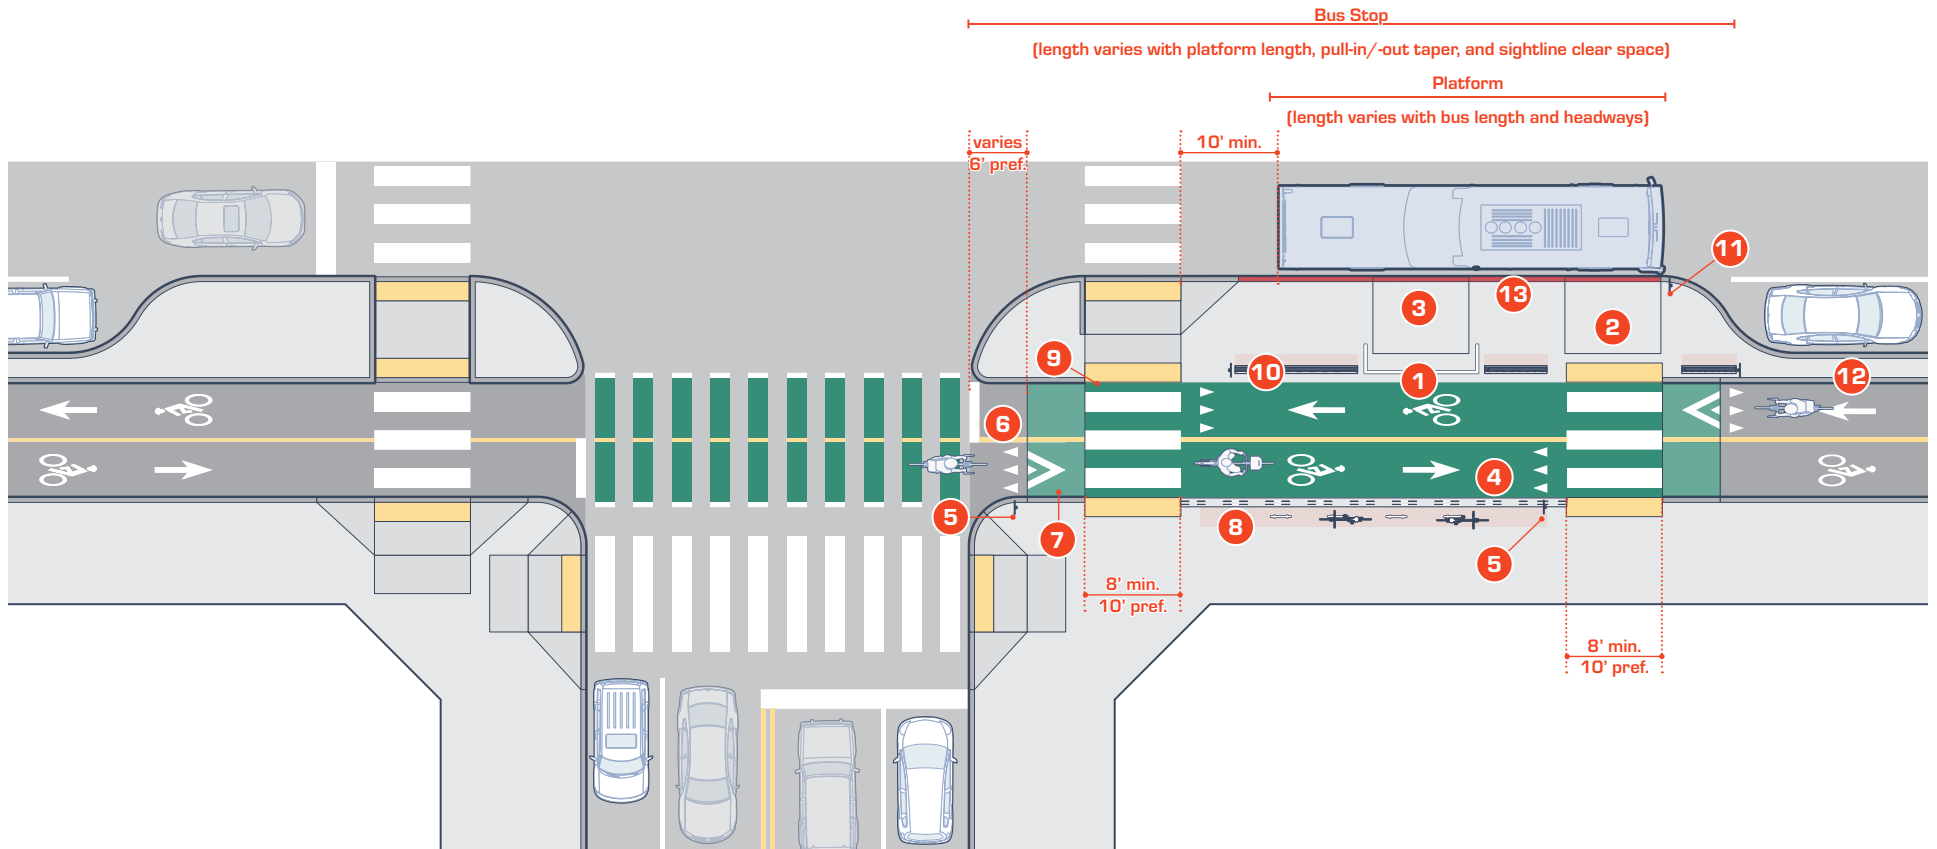 Bus Stop
(length varies with platform length, pull-in/-out taper, and sightline clear space)
Platform
(length varies with bus length and headways)
varies
6’ pref.
10’ min.
11
3
13
2
9
10
1
12
6
4
5
8
7
5
8’ min.
10’ pref.
8’ min.
10’ pref.